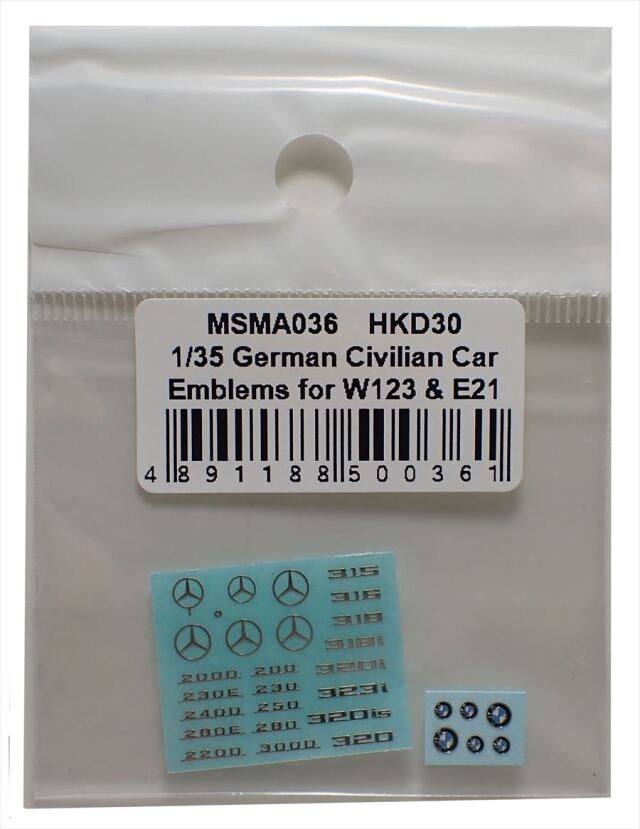 MSMA036 HKD30
1/35 German Civilian Car
Emblems for W123 & E21
4 891188 500361
315
316
318
318i
200D 200 320i
230E 230 323i
240D 250 320is
280E 280 320
220D 300D